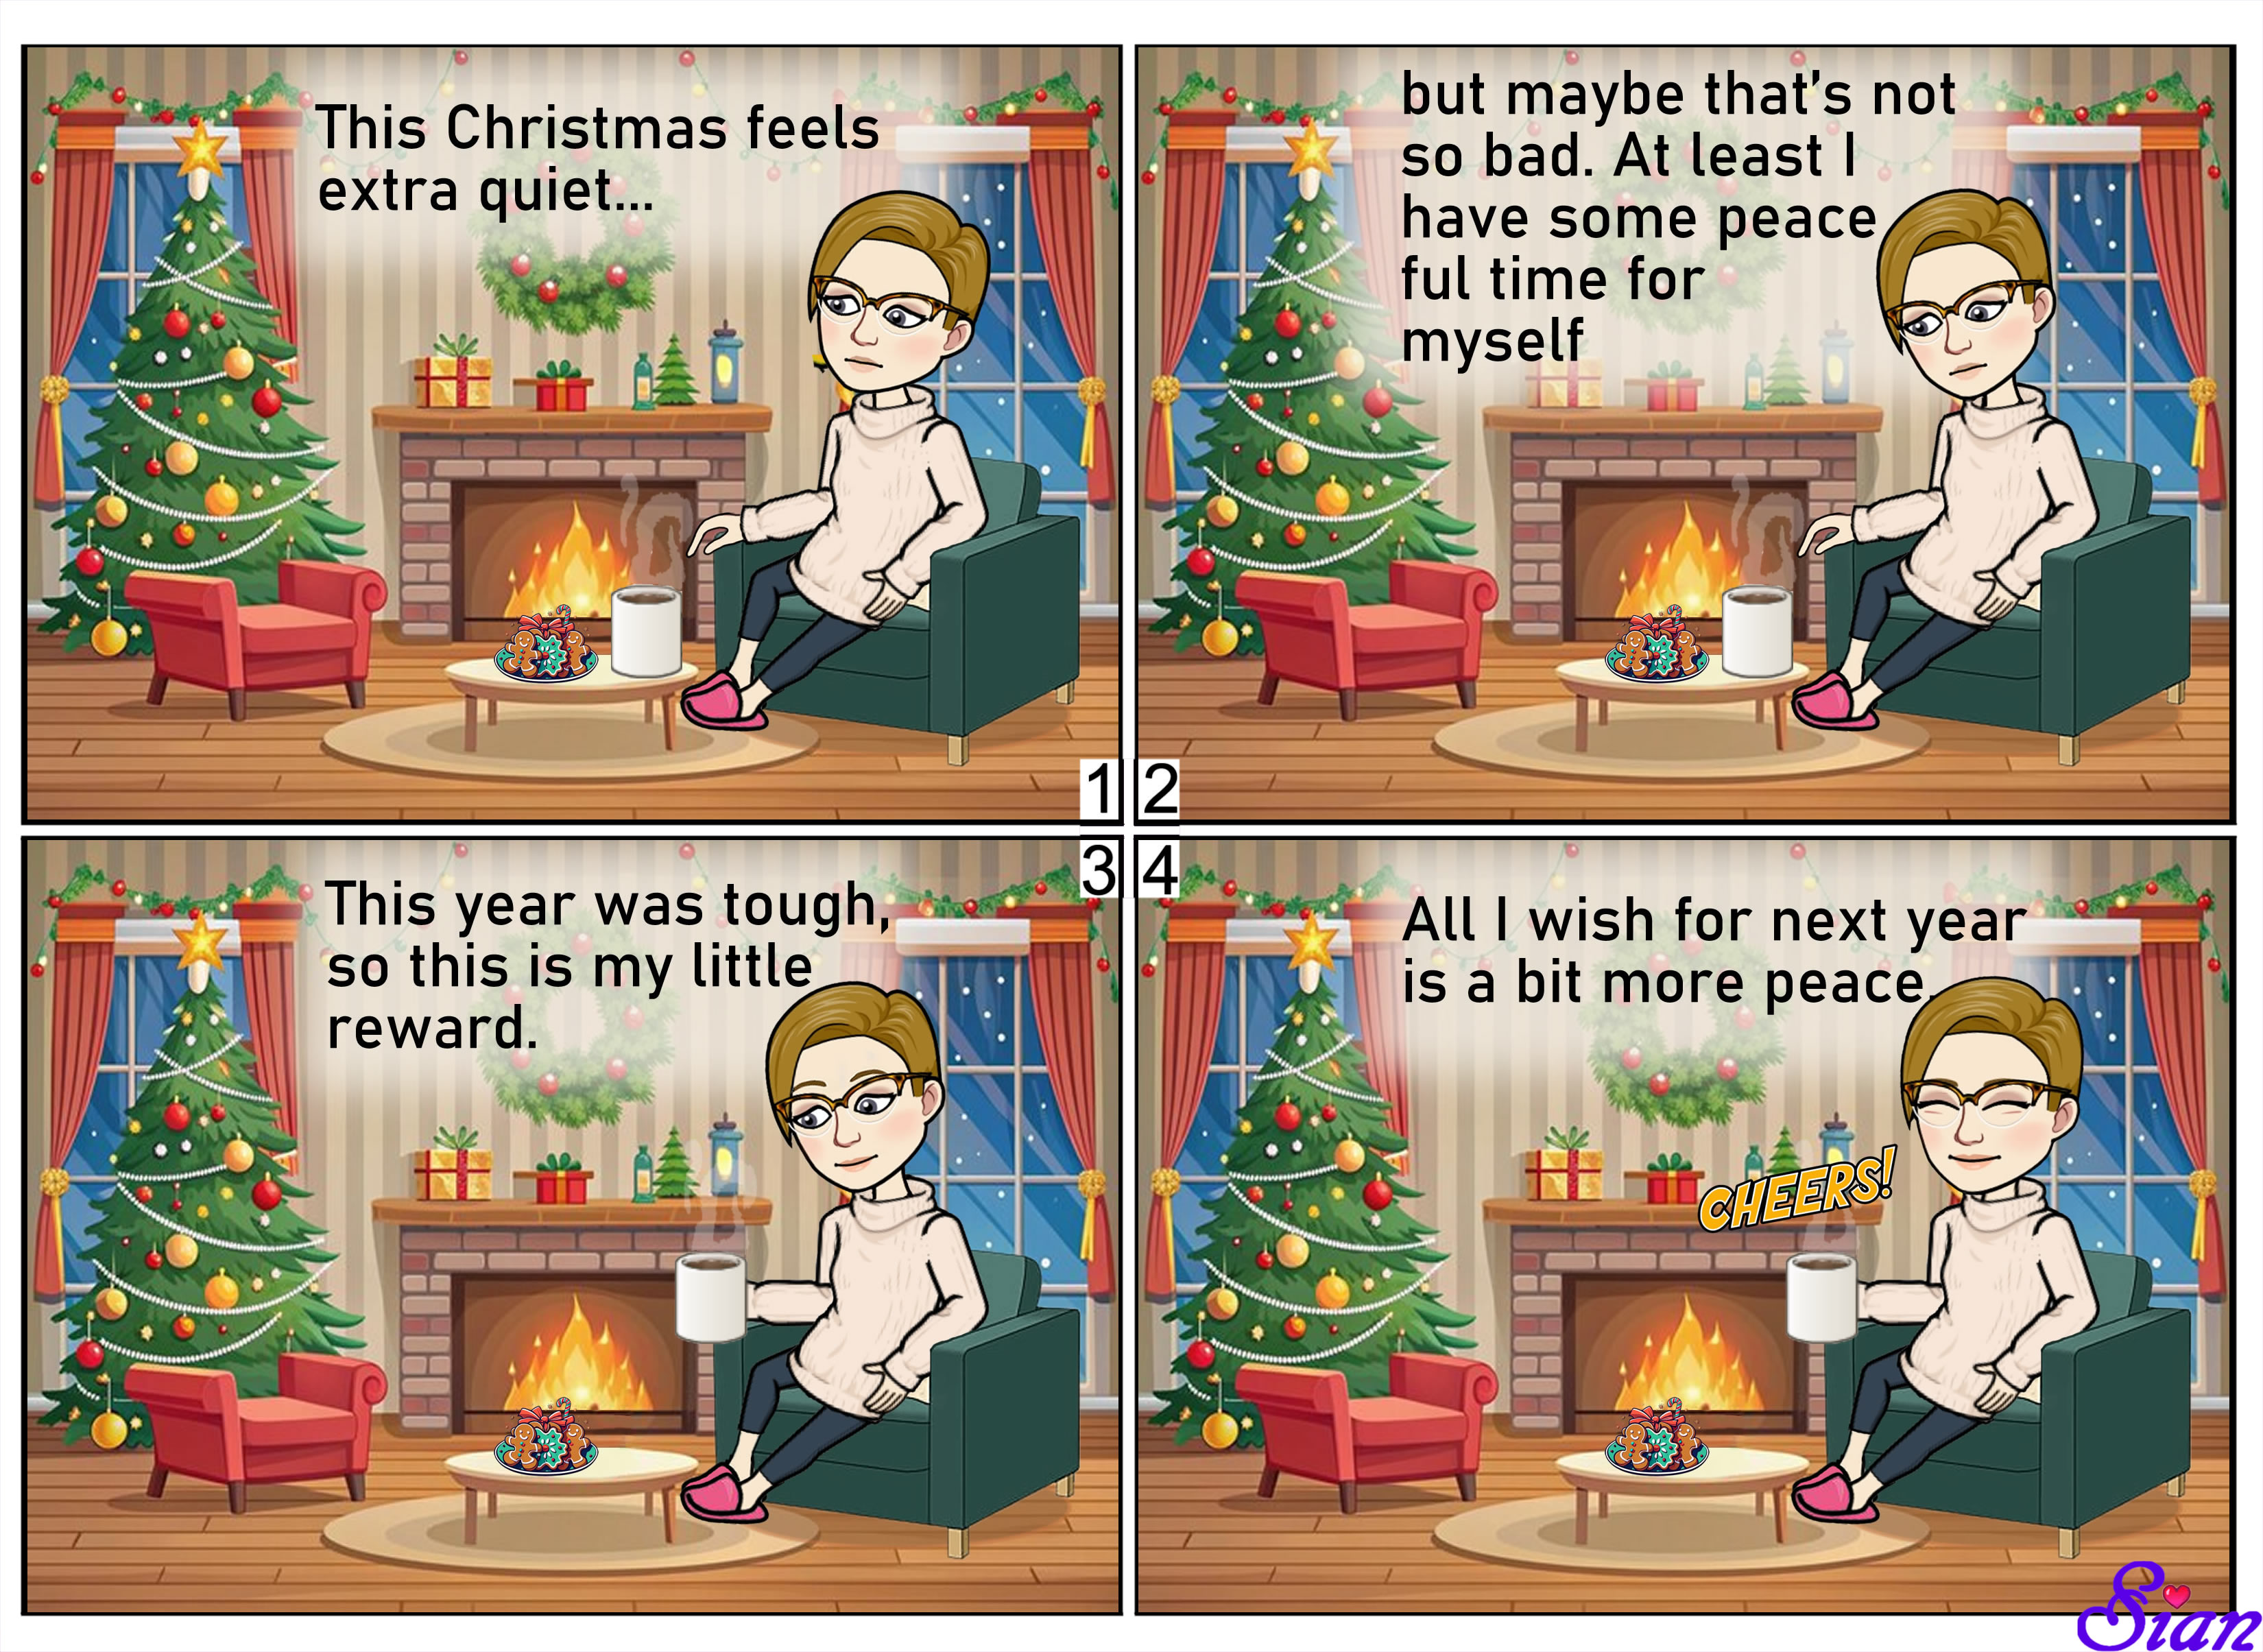 This Christmas feels
extra quiet...
1
but maybe that's not
so bad. At least I
have some peace
ful time for
myself
2
This year was tough,
so this is my little
reward.
3
All I wish for next year
is a bit more peace.
CHEERS!
4
Sian